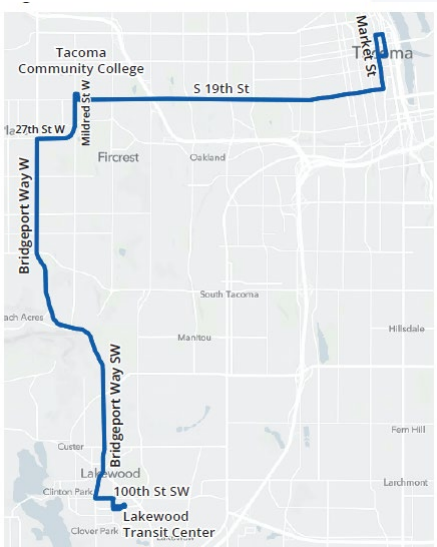 Market St
Tacoma
Tacoma
Community College
S 19th St
Mildred St W
27th St W
Fircrest
Oakland
Bridgeport Way W
South Tacoma
each Acres
Manitou
Hillsdale
Bridgeport Way SW
Fern Hill
Custer
Lakewood
Clinton Park
100th St SW
Larchmont
Lakewood
Transit Center
Clover Park